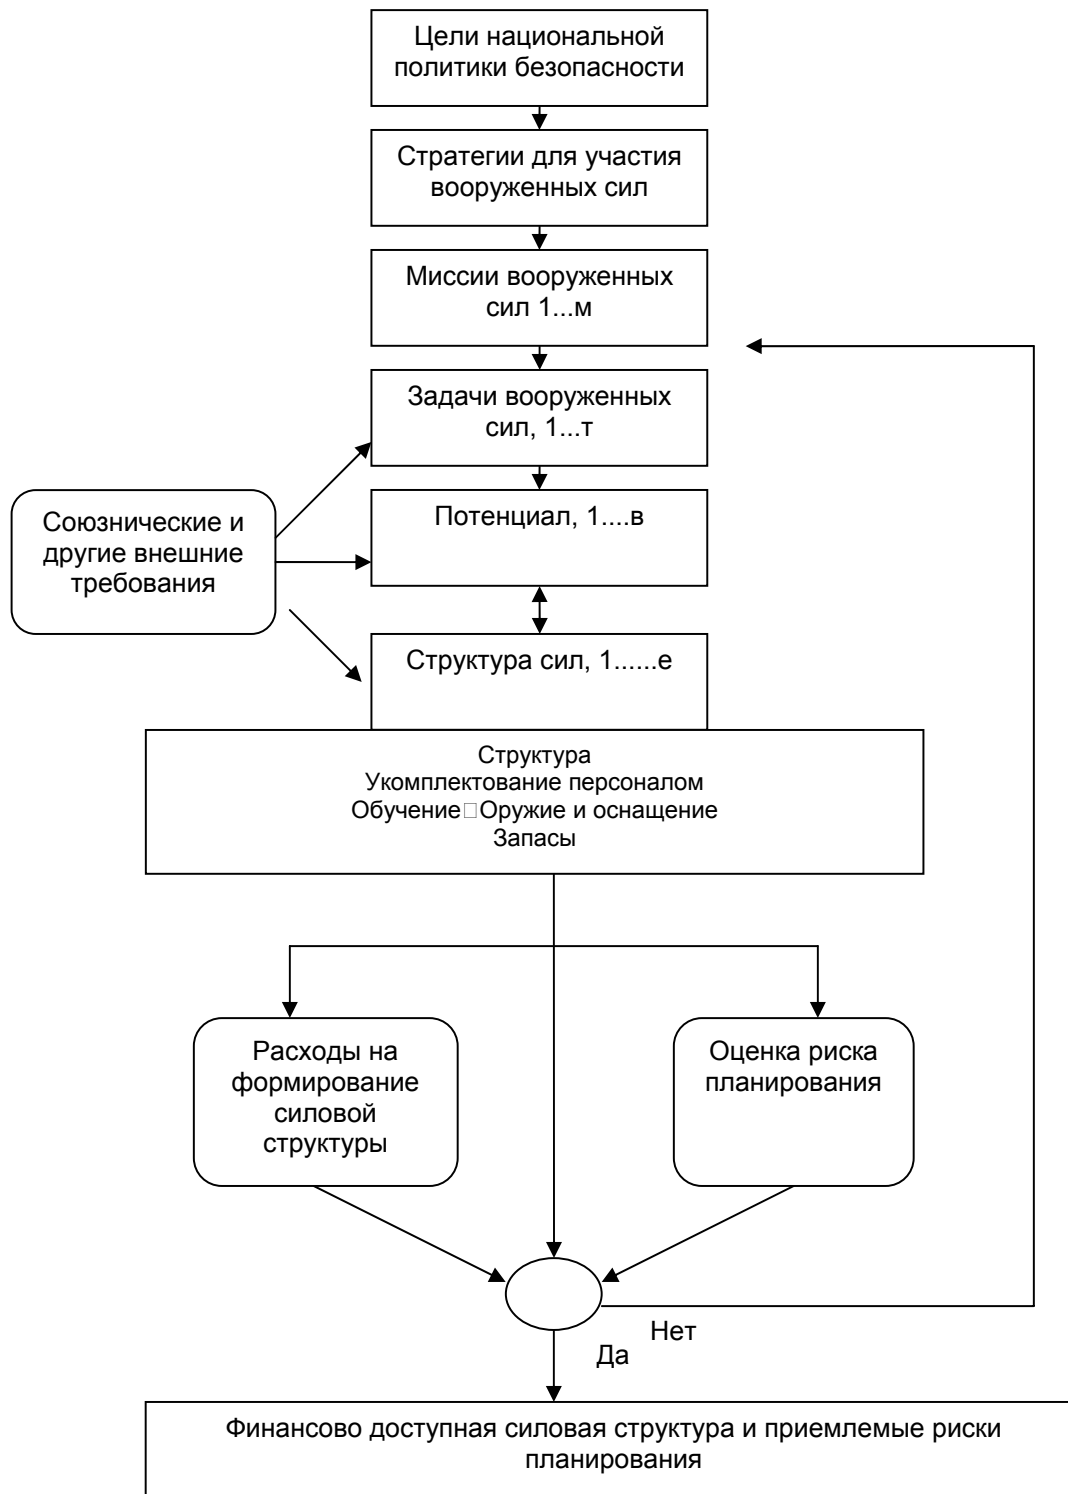 Цели национальной
политики безопасности
Стратегии для участия
вооруженных сил
Миссии вооруженных
сил 1...м
Задачи вооруженных
сил, 1...т
Союзнические и
другие внешние
требования
Потенциал, 1....в
Структура сил, 1......е
Структура
Укомплектование персоналом
Обучение□Оружие и оснащение
Запасы
Расходы на
формирование
силовой
структуры
Оценка риска
планирования
Нет
Да
Финансово доступная силовая структура и приемлемые риски
планирования